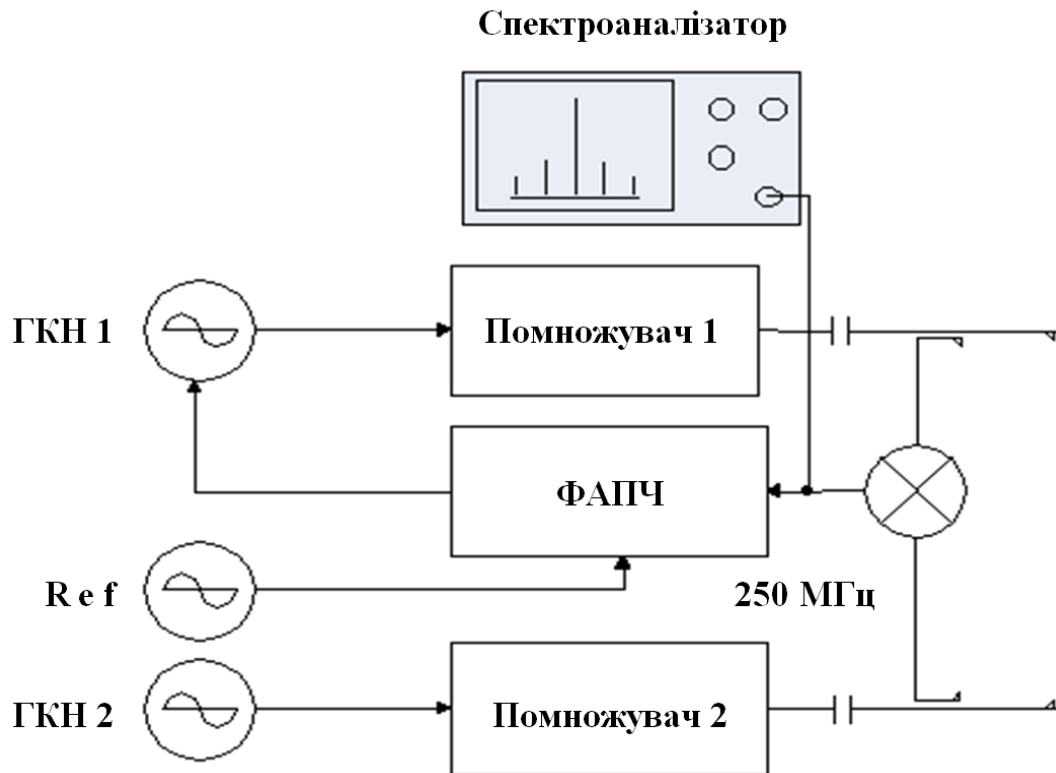 Спектроаналізатор
ГКН 1
Помножувач 1
ФАПЧ
R e f
250 МГц
ГКН 2
Помножувач 2